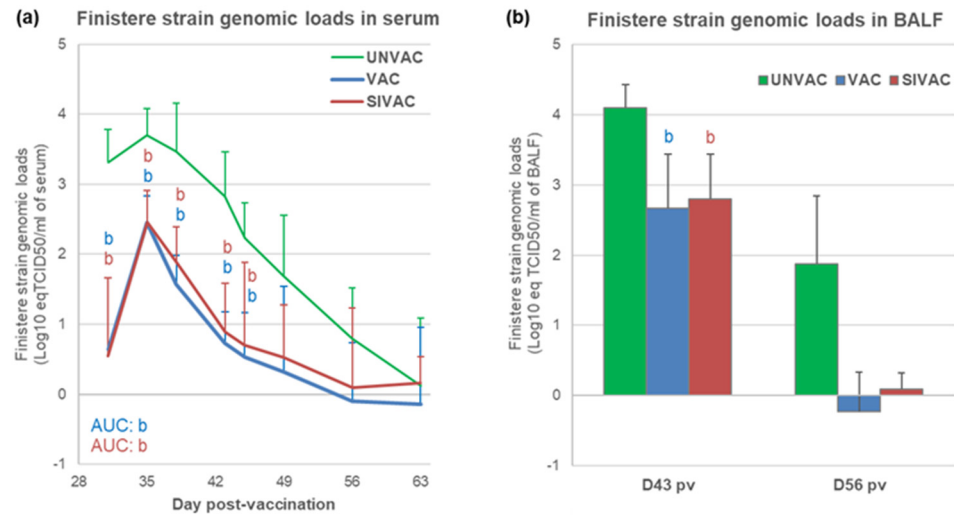 (a) Finistere strain genomic loads in serum
Finistere strain genomic loads
(Log10 eqTCID50/ml of serum)
5
4
3
2
1
0
-1
UNVAC
VAC
SIVAC
b
b
b
b
b
b
b
b
b
b
AUC: b
AUC: b
28 35 42 49 56 63
Day post-vaccination
(b) Finistere strain genomic loads in BALF
Finistere strain genomic loads
(Log10 eq TCID50/ml of BALF)
5
4
3
2
1
0
-1
UNVAC VAC SIVAC
b b
D43 pv D56 pv